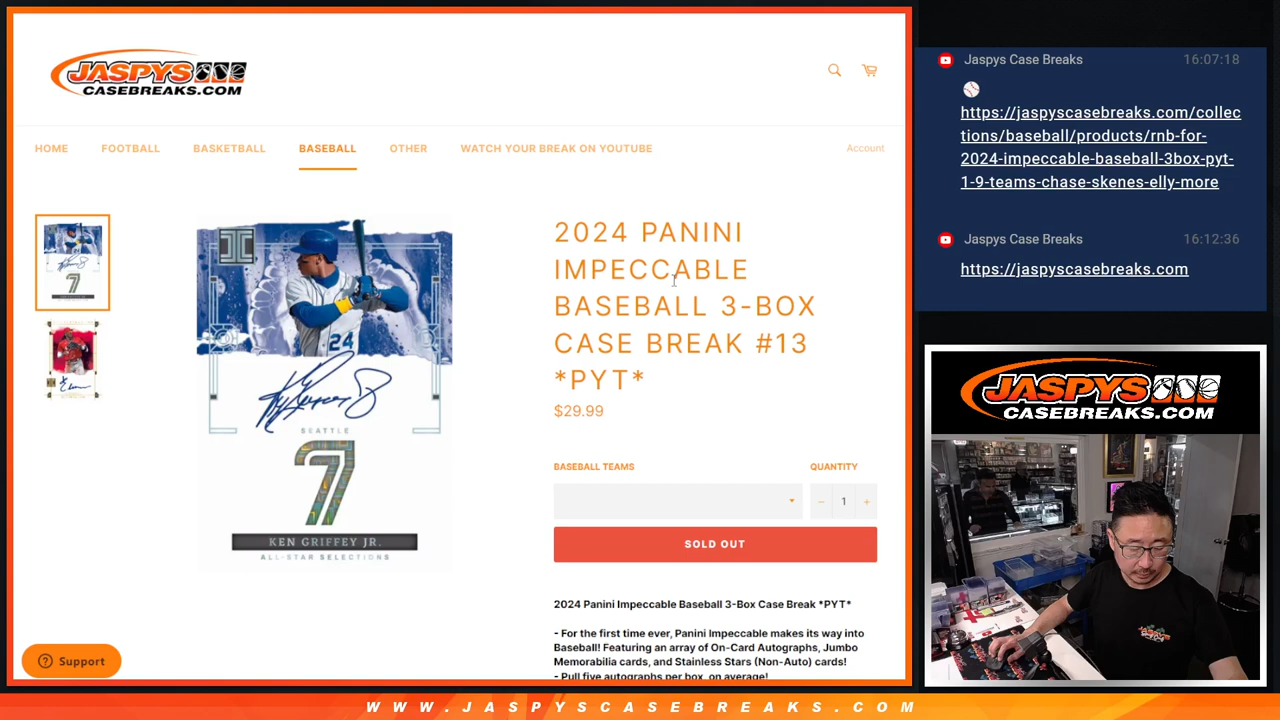 JASPYS
CASEBREAKS.COM
HOME
FOOTBALL
BASKETBALL
BASEBALL
OTHER
WATCH YOUR BREAK ON YOUTUBE
Account
24
SEATTLE
7
KEN GRIFFEY JR.
ALL-STAR SELECTIONS
2024 PANINI
IMPECCABLE
BASEBALL 3-BOX
CASE BREAK #13
*PYT*
$29.99
BASEBALL TEAMS
QUANTITY
− 1 +
SOLD OUT
2024 Panini Impeccable Baseball 3-Box Case Break *PYT*
- For the first time ever, Panini Impeccable makes its way into
Baseball! Featuring an array of On-Card Autographs, Jumbo
Memorabilia cards, and Stainless Stars (Non-Auto) cards!
- Pull five autographs per box, on average!
Support
Jaspys Case Breaks 16:07:18
https://jaspyscasebreaks.com/collec
tions/baseball/products/rnb-for-
2024-impeccable-baseball-3box-pyt-
1-9-teams-chase-skenes-elly-more
Jaspys Case Breaks 16:12:36
https://jaspyscasebreaks.com
JASPYS
CASEBREAKS.COM
WWW.JASPYSCASEBREAKS.COM